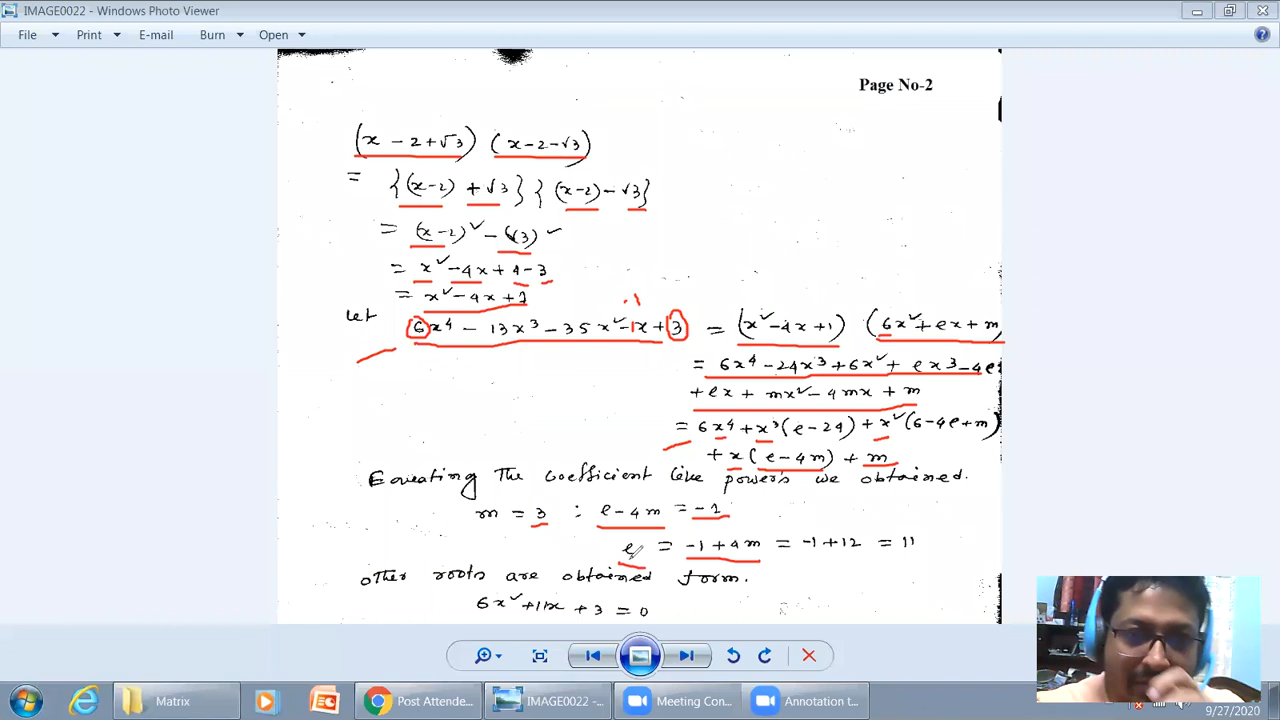 IMAGE0022 - Windows Photo Viewer
File Print E-mail Burn Open
Page No-2
(x - 2 + √3) (x - 2 - √3)
= {(x-2) + √3} {(x-2) - √3}
= (x-2)² - (√3)²
= x² - 4x + 4 - 3
= x² - 4x + 1
Let 6x⁴ - 13x³ - 35x² - 1x + 3 = (x² - 4x + 1) (6x² + ex + m
= 6x⁴ - 24x³ + 6x² + ex³ - 4e
+ ex + mx² - 4mx + m
= 6x⁴ + x³(e-24) + x²(6-4e+m)
+ x(e-4m) + m
Equating the coefficient like powers we obtained.
m = 3 ; e - 4m = -1
e = -1 + 4m = -1 + 12 = 11
other roots are obtained form.
6x² + 11x + 3 = 0
Matrix Post Attende... IMAGE0022 -... Meeting Con... Annotation t...
9/27/2020